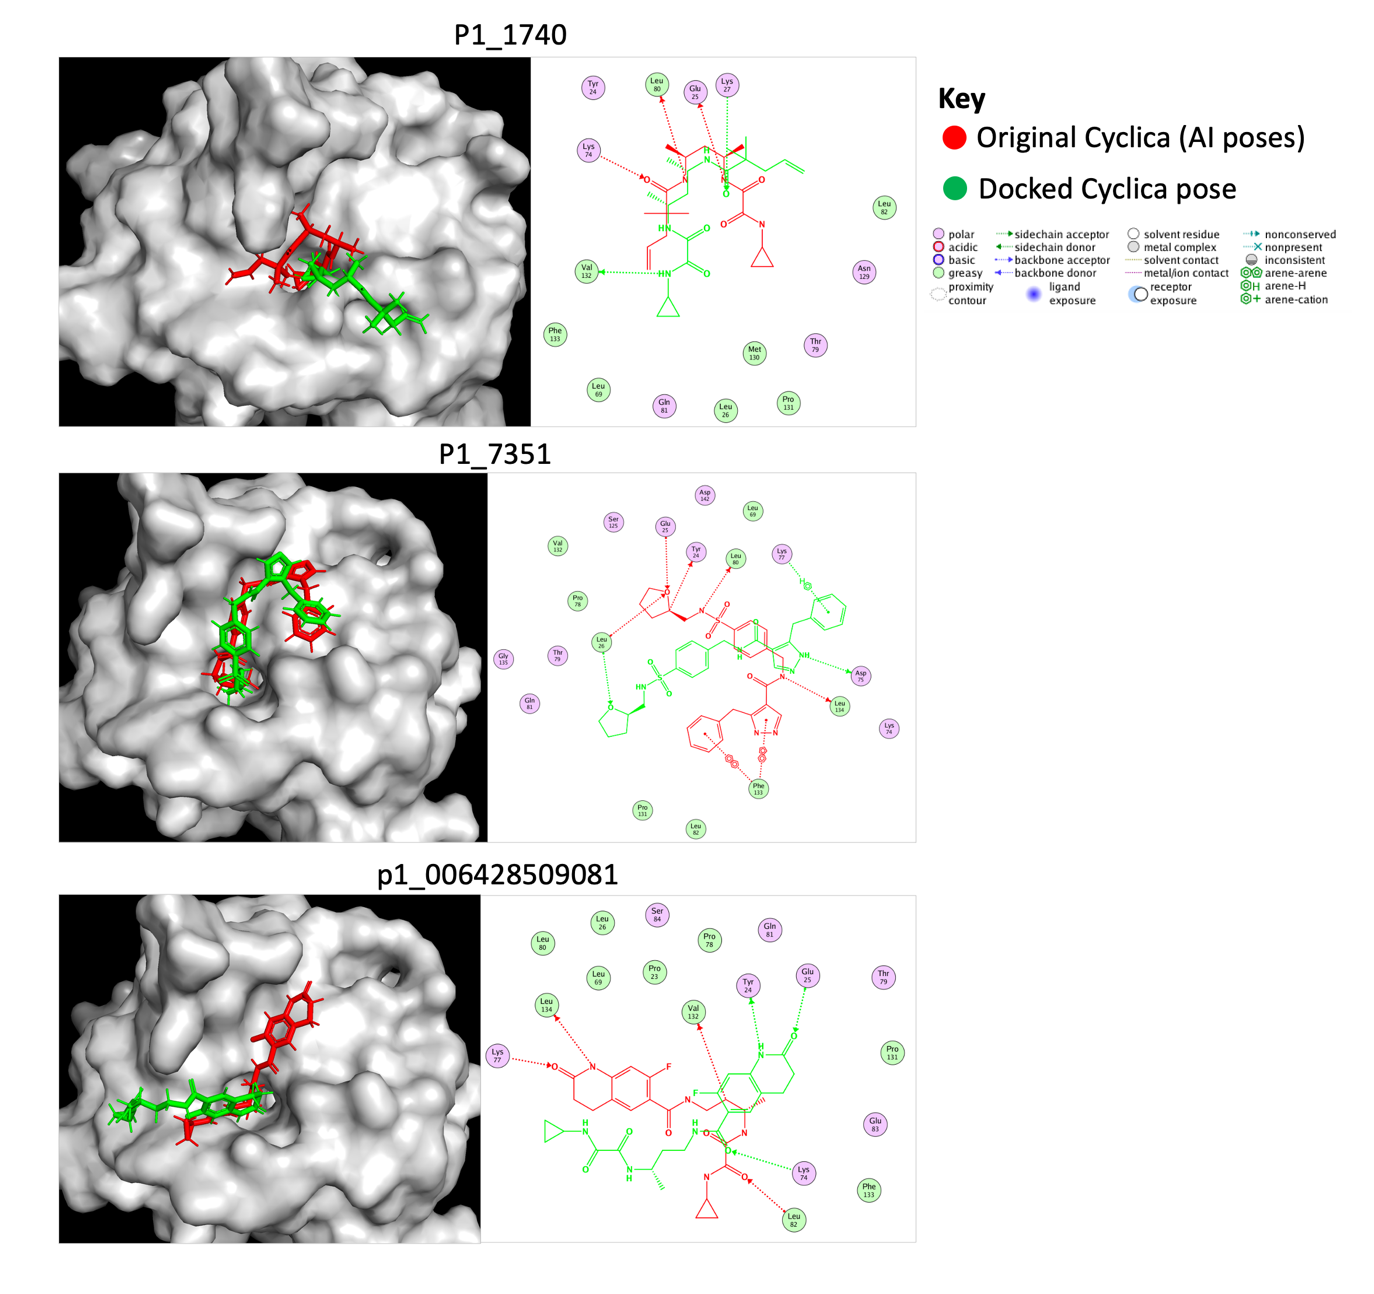 P1_1740
Tyr 24
Leu 80
Glu 25
Lys 27
Lys 74
H
N
O
N
N
O
O
O
N
HN
O
O
HN
Val 132
Leu 82
Asn 129
Phe 133
Met 130
Thr 79
Leu 69
Gln 81
Leu 26
Pro 131
Key
Original Cyclica (AI poses)
Docked Cyclica pose
polar
acidic
basic
greasy
proximity contour
sidechain acceptor
sidechain donor
backbone acceptor
backbone donor
ligand exposure
solvent residue
metal complex
solvent contact
metal/ion contact
receptor exposure
nonconserved
nonpresent
inconsistent
arene-arene
arene-H
arene-cation
P1_7351
Asp 142
Leu 69
Ser 125
Glu 25
Tyr 24
Leu 80
Lys 77
Val 132
Pro 78
Leu 26
Gly 135
Thr 79
Gln 81
Asp 75
Leu 134
Lys 74
Phe 133
Pro 131
Leu 82
H
O
N
O
S
O
O
S
O
HN
O
N
H
NH
N
N
O
N
N
p1_006428509081
Leu 26
Ser 84
Leu 80
Pro 78
Gln 81
Leu 69
Pro 23
Tyr 24
Glu 25
Thr 79
Leu 134
Val 132
Lys 77
Pro 131
Glu 83
Lys 74
Phe 133
Leu 82
O
N
F
N
O
H
N
O
F
H
N
O
O
N
H
H
N
O
O
N
N
O